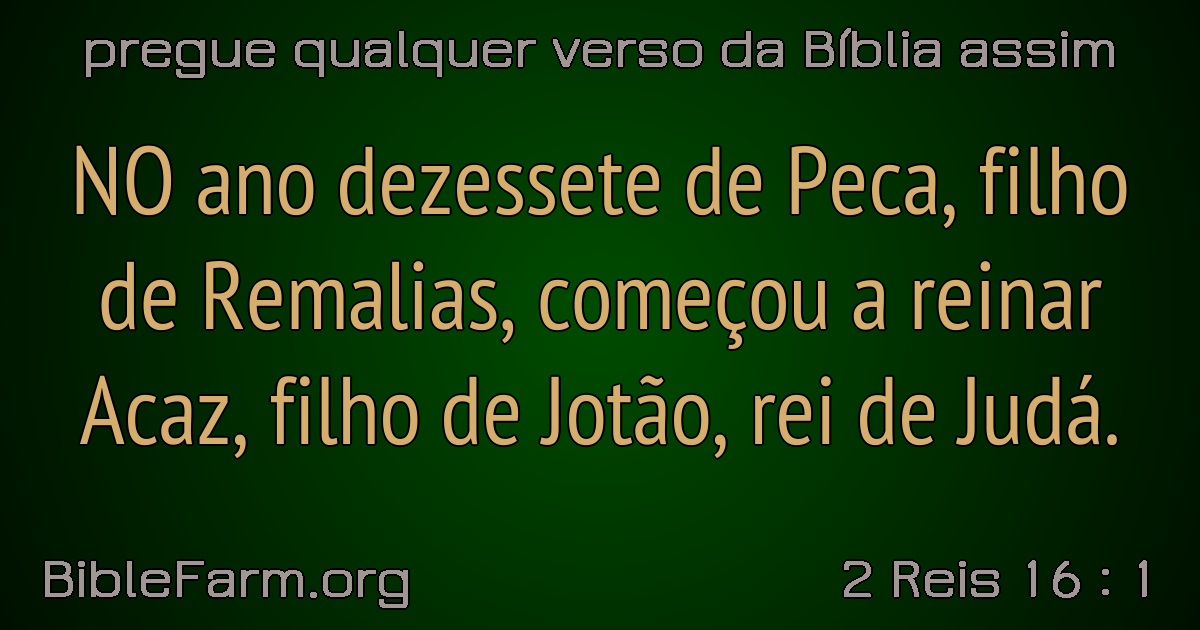 pregue qualquer verso da Bíblia assim
NO ano dezessete de Peca, filho
de Remalias, começou a reinar
Acaz, filho de Jotão, rei de Judá.
BibleFarm.org
2 Reis 16 : 1